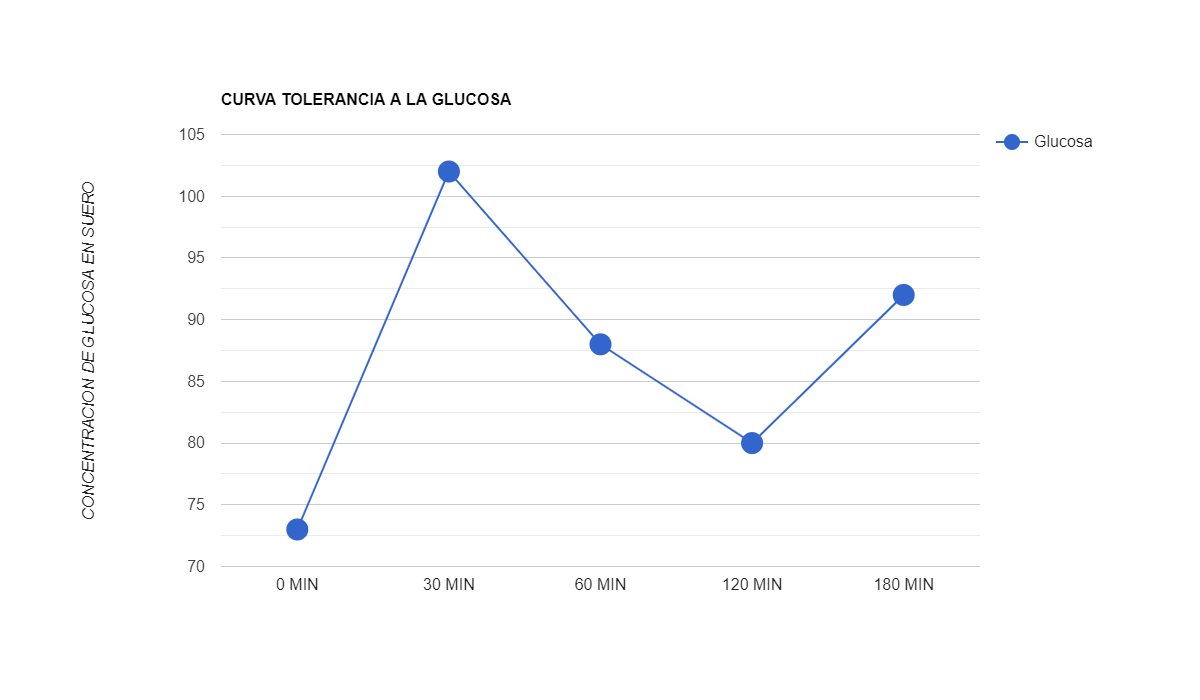 CURVA TOLERANCIA A LA GLUCOSA
Glucosa
CONCENTRACION DE GLUCOSA EN SUERO
105
100
95
90
85
80
75
70
0 MIN 30 MIN 60 MIN 120 MIN 180 MIN